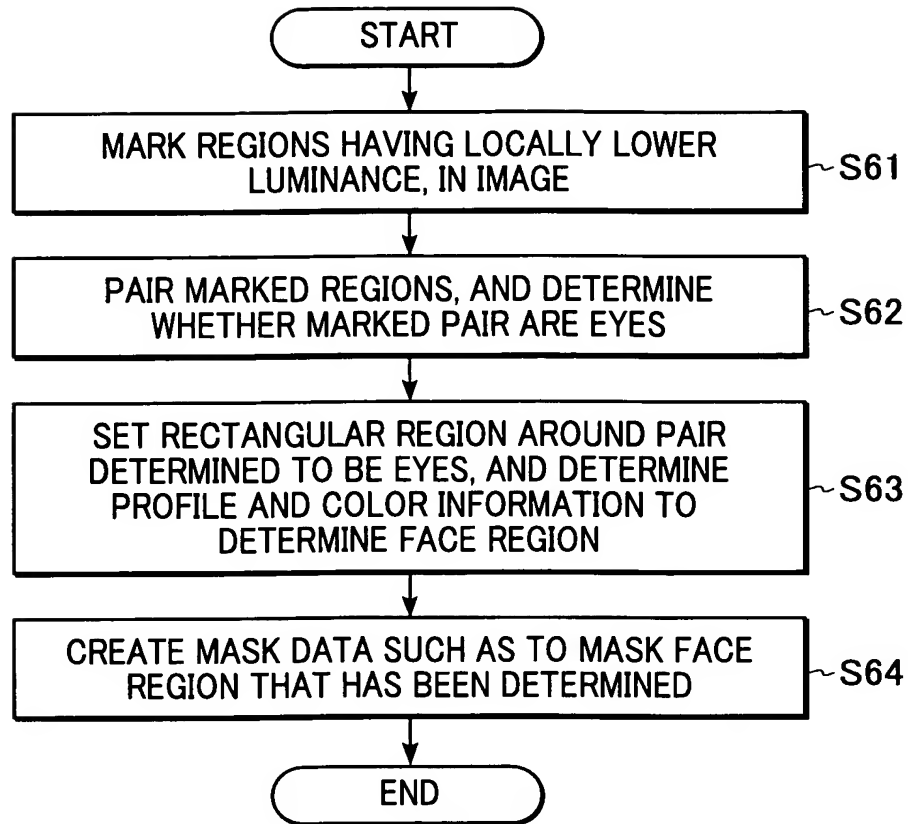 START
MARK REGIONS HAVING LOCALLY LOWER
LUMINANCE, IN IMAGE
S61
PAIR MARKED REGIONS, AND DETERMINE
WHETHER MARKED PAIR ARE EYES
S62
SET RECTANGULAR REGION AROUND PAIR
DETERMINED TO BE EYES, AND DETERMINE
PROFILE AND COLOR INFORMATION TO
DETERMINE FACE REGION
S63
CREATE MASK DATA SUCH AS TO MASK FACE
REGION THAT HAS BEEN DETERMINED
S64
END